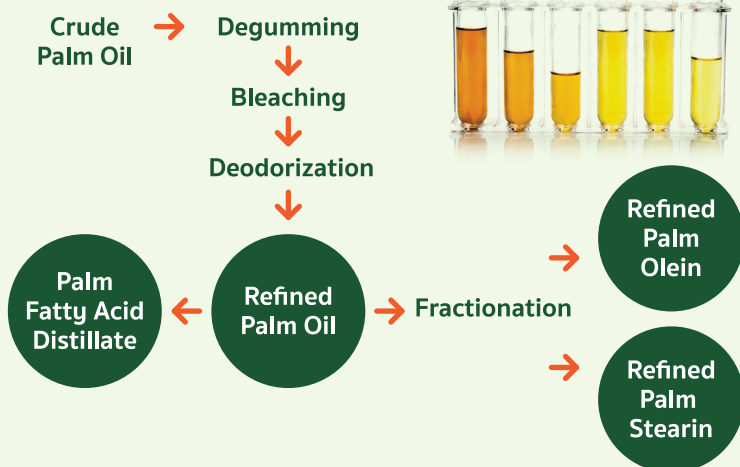 Crude
Palm Oil
Degumming
Bleaching
Deodorization
Refined
Palm Oil
Palm
Fatty Acid
Distillate
Fractionation
Refined
Palm
Olein
Refined
Palm
Stearin